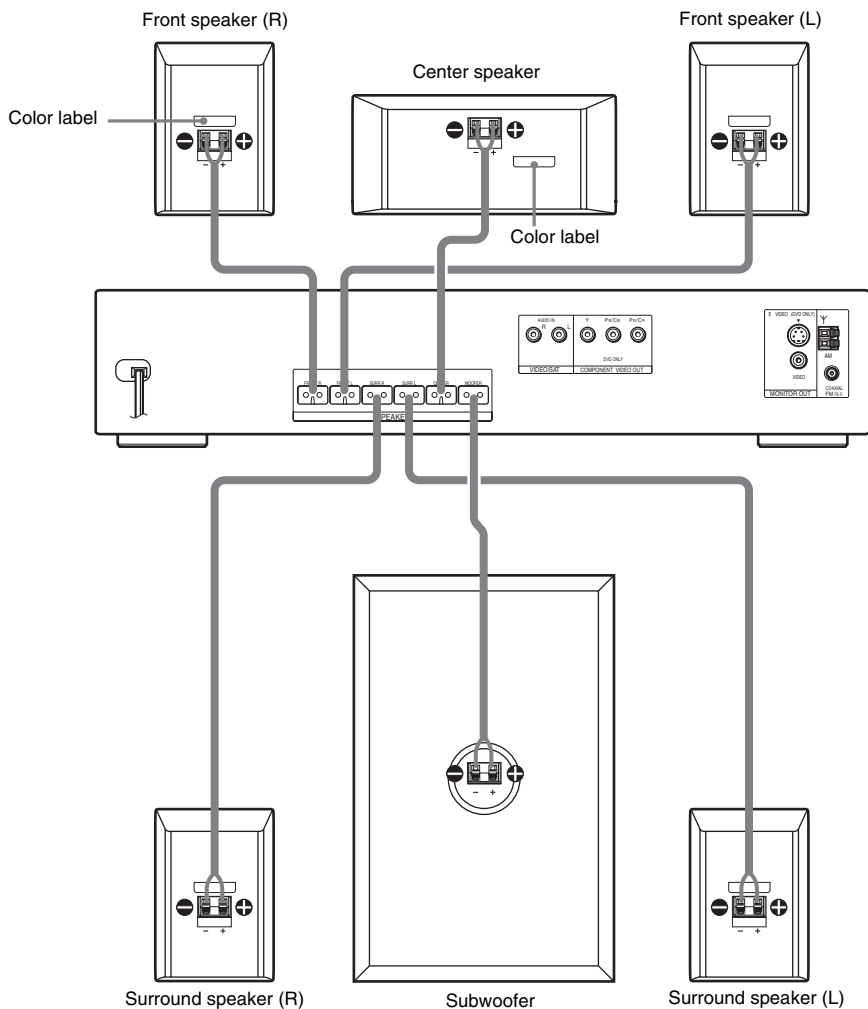 Front speaker (R)
Front speaker (L)
Center speaker
Color label
Color label
− +
− +
− +
AUDIO IN
R L
VIDEO/SAT
Y PB/CB PR/CR
DVD ONLY
COMPONENT VIDEO OUT
S VIDEO (DVD ONLY)
VIDEO
MONITOR OUT
AM
COAXIAL
FM 75 Ω
SURR R SURR L WOOFER
− +
− +
− +
Surround speaker (R)
Subwoofer
Surround speaker (L)